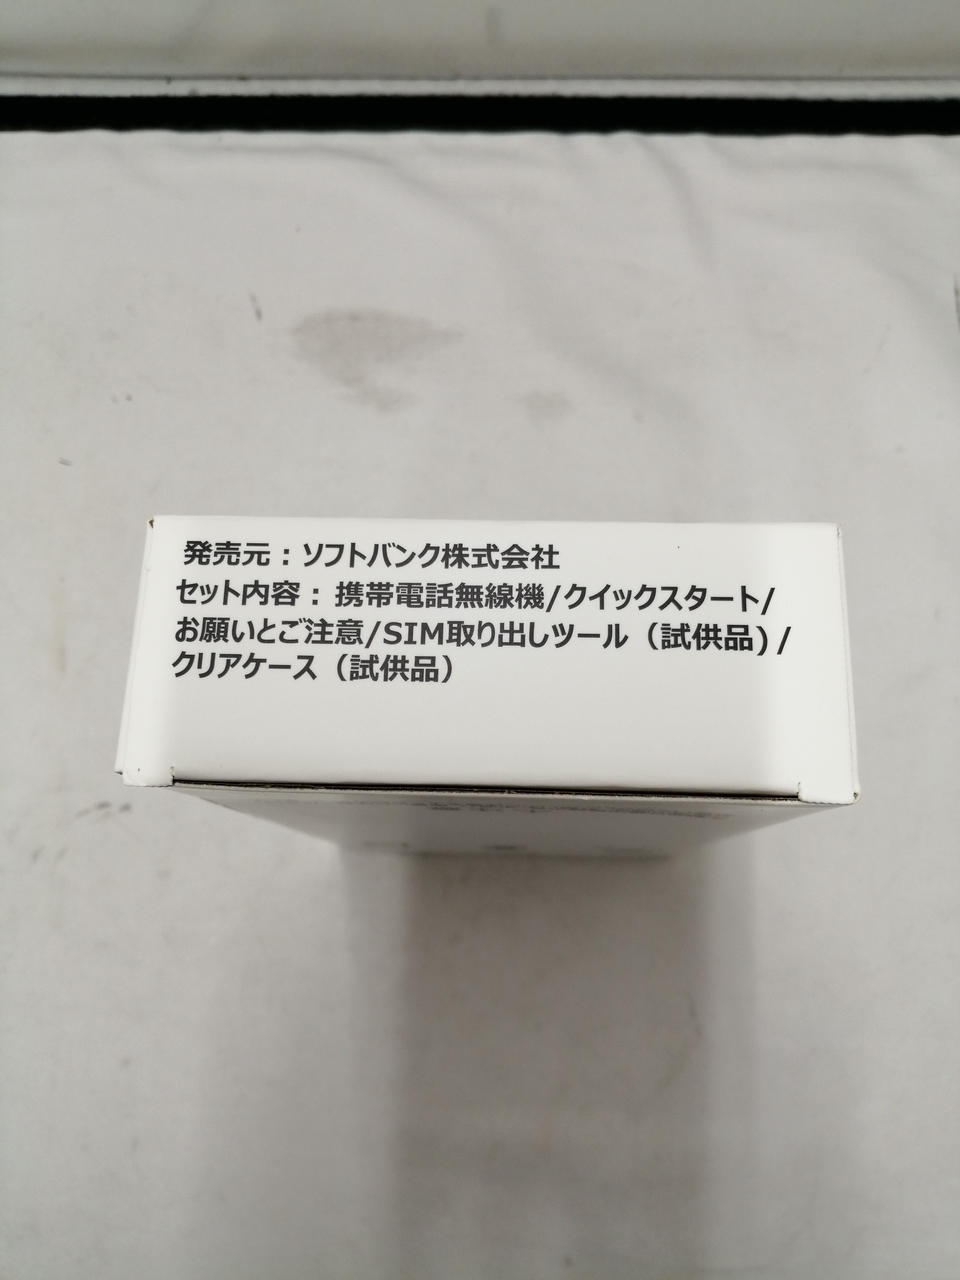 発売元：ソフトバンク株式会社
セット内容：携帯電話無線機/クイックスタート/
お願いとご注意/SIM取り出しツール（試供品)/
クリアケース（試供品）